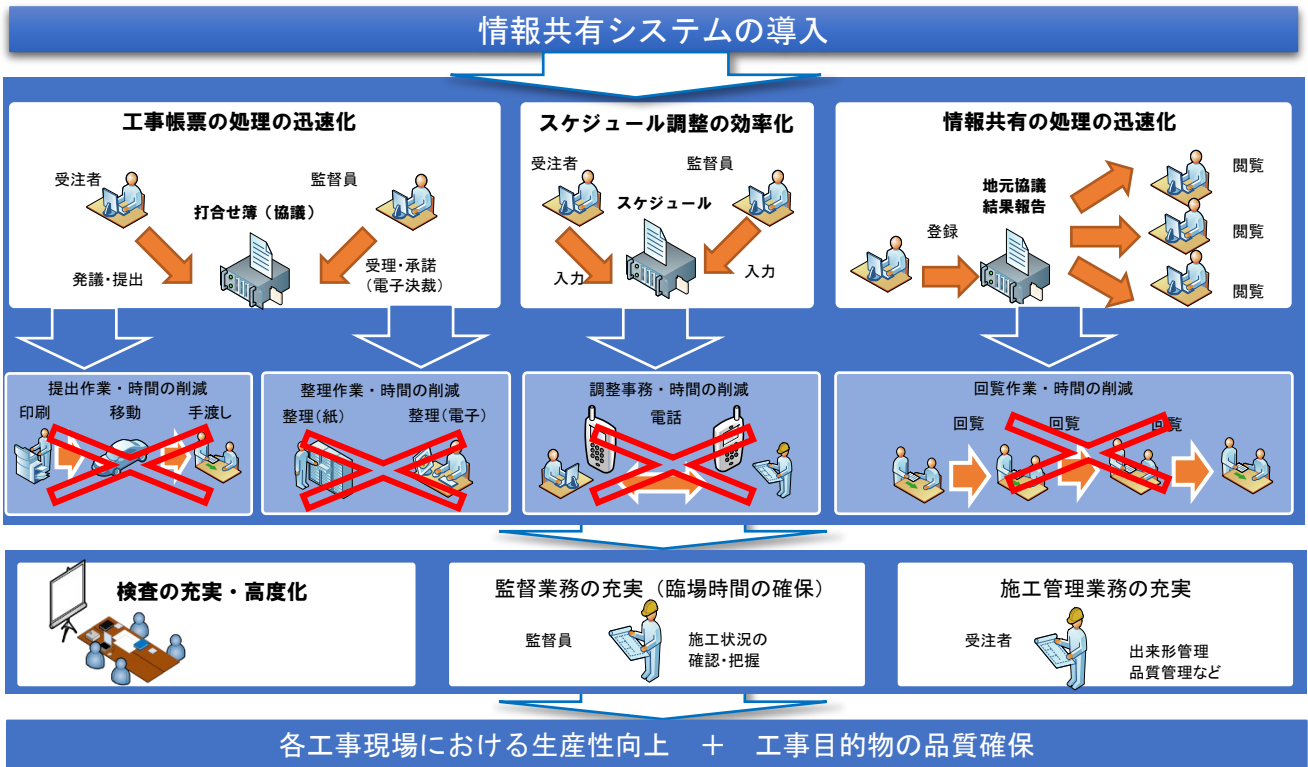 情報共有システムの導入
工事帳票の処理の迅速化
受注者
監督員
打合せ簿（協議）
発議・提出
受理・承諾
（電子決裁）
スケジュール調整の効率化
受注者
監督員
スケジュール
入力
入力
情報共有の処理の迅速化
地元協議
結果報告
登録
閲覧
閲覧
閲覧
提出作業・時間の削減
印刷
移動
手渡し
整理作業・時間の削減
整理（紙）
整理（電子）
調整事務・時間の削減
電話
回覧作業・時間の削減
回覧
回覧
回覧
検査の充実・高度化
監督業務の充実（臨場時間の確保）
監督員
施工状況の
確認・把握
施工管理業務の充実
受注者
出来形管理
品質管理など
各工事現場における生産性向上　＋　工事目的物の品質確保